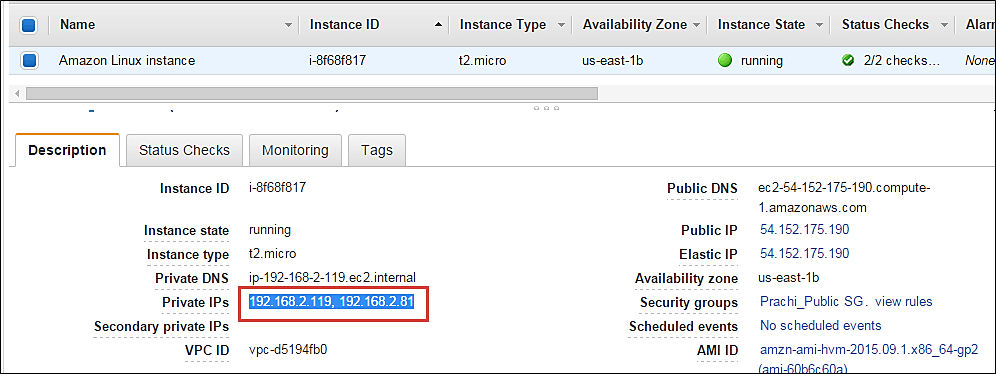 Name Instance ID Instance Type Availability Zone Instance State Status Checks Alarm
Amazon Linux instance i-8f68f817 t2.micro us-east-1b running 2/2 checks... None
Description Status Checks Monitoring Tags
Instance ID i-8f68f817 Public DNS ec2-54-152-175-190.compute-
1.amazonaws.com
Instance state running Public IP 54.152.175.190
Instance type t2.micro Elastic IP 54.152.175.190
Private DNS ip-192-168-2-119.ec2.internal Availability zone us-east-1b
Private IPs 192.168.2.119, 192.168.2.81 Security groups Prachi_Public SG. view rules
Secondary private IPs Scheduled events No scheduled events
VPC ID vpc-d5194fb0 AMI ID amzn-ami-hvm-2015.09.1.x86_64-gp2
(ami-60b6c60a)